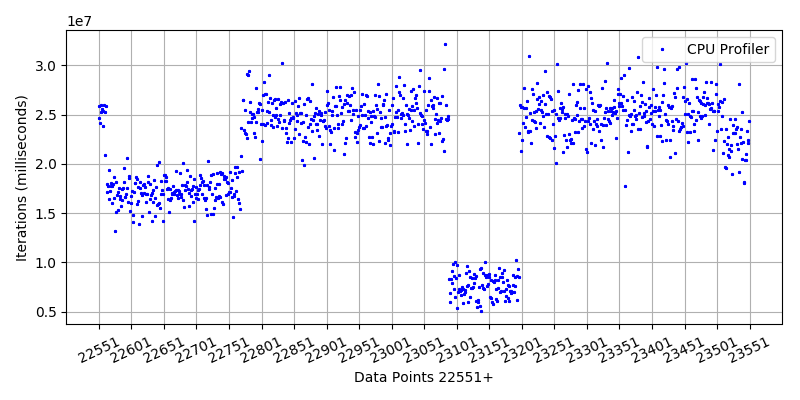 1e7
CPU Profiler
3.0
2.5
2.0
1.5
1.0
0.5
Iterations (milliseconds)
22551 22601 22651 22701 22751 22801 22851 22901 22951 23001 23051 23101 23151 23201 23251 23301 23351 23401 23451 23501 23551
Data Points 22551+